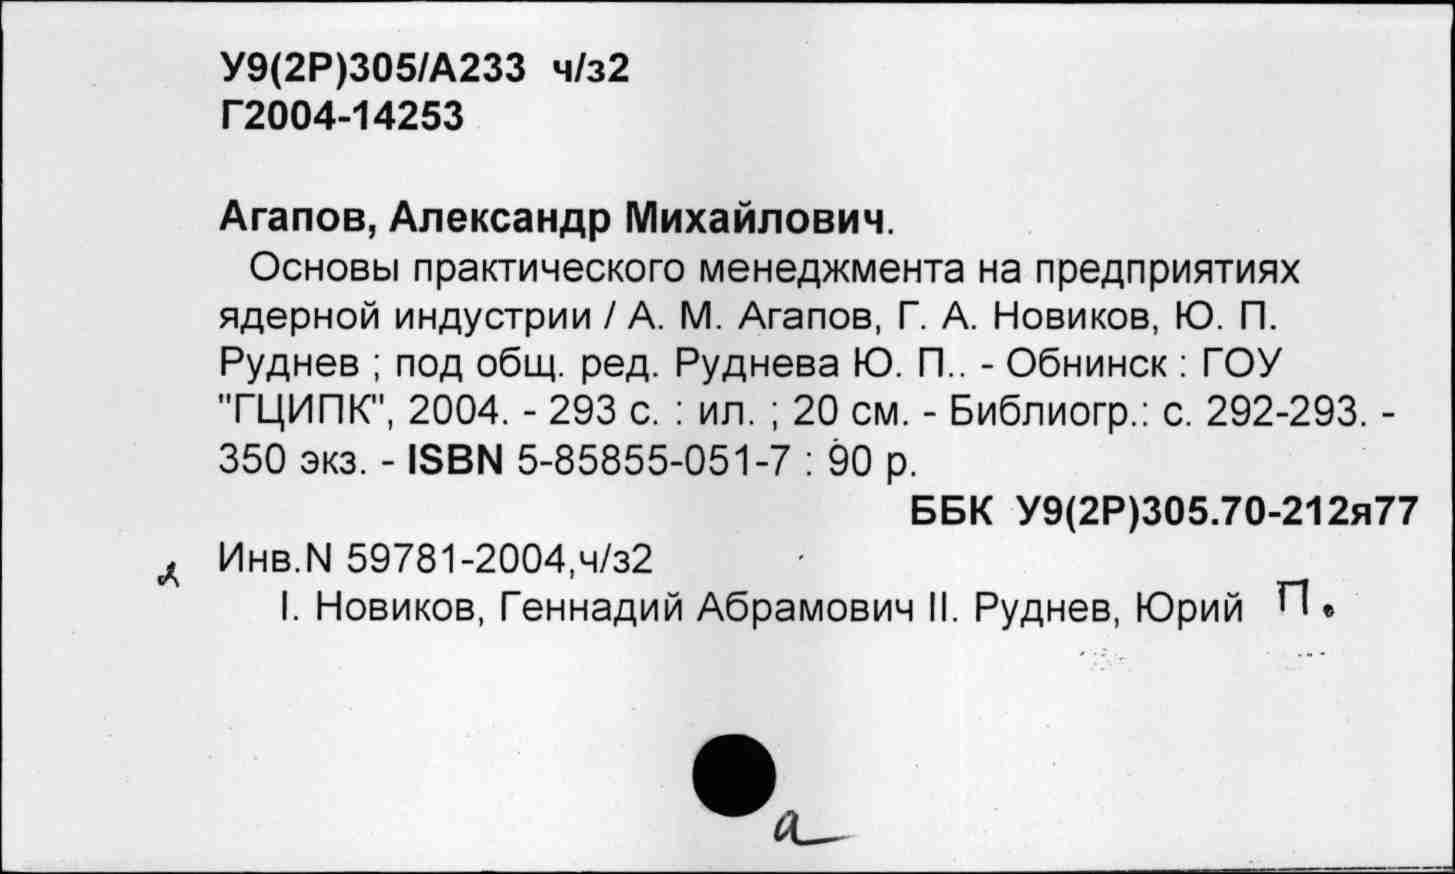 У9(2Р)305/А233 ч/з2
Г2004-14253
Агапов, Александр Михайлович.
Основы практического менеджмента на предприятиях
ядерной индустрии / А. М. Агапов, Г. А. Новиков, Ю. П.
Руднев ; под общ. ред. Руднева Ю. П.. - Обнинск : ГОУ
"ГЦИПК", 2004. - 293 с. : ил. ; 20 см. - Библиогр.: с. 292-293. -
350 экз. - ISBN 5-85855-051-7 : 90 р.
ББК У9(2Р)305.70-212я77
Инв.N 59781-2004,ч/з2
I. Новиков, Геннадий Абрамович II. Руднев, Юрий П.
а